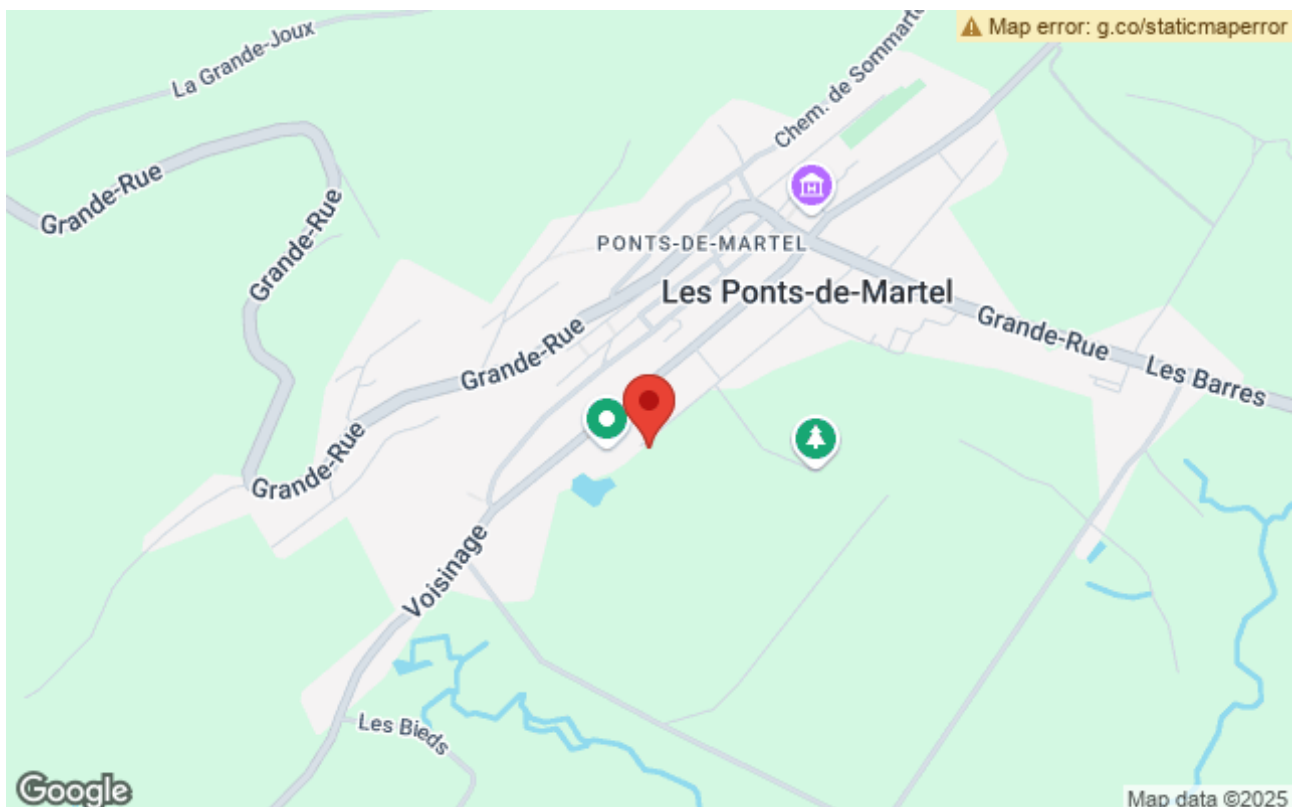 Map error: g.co/staticmaperror
La Grande-Joux
Chem. de Sommarte
Grande-Rue
Grande-Rue
PONTS-DE-MARTEL
Les Ponts-de-Martel
Grande-Rue
Les Barres
Grande-Rue
Grande-Rue
Voisinage
Les Bieds
Google
Map data ©2025